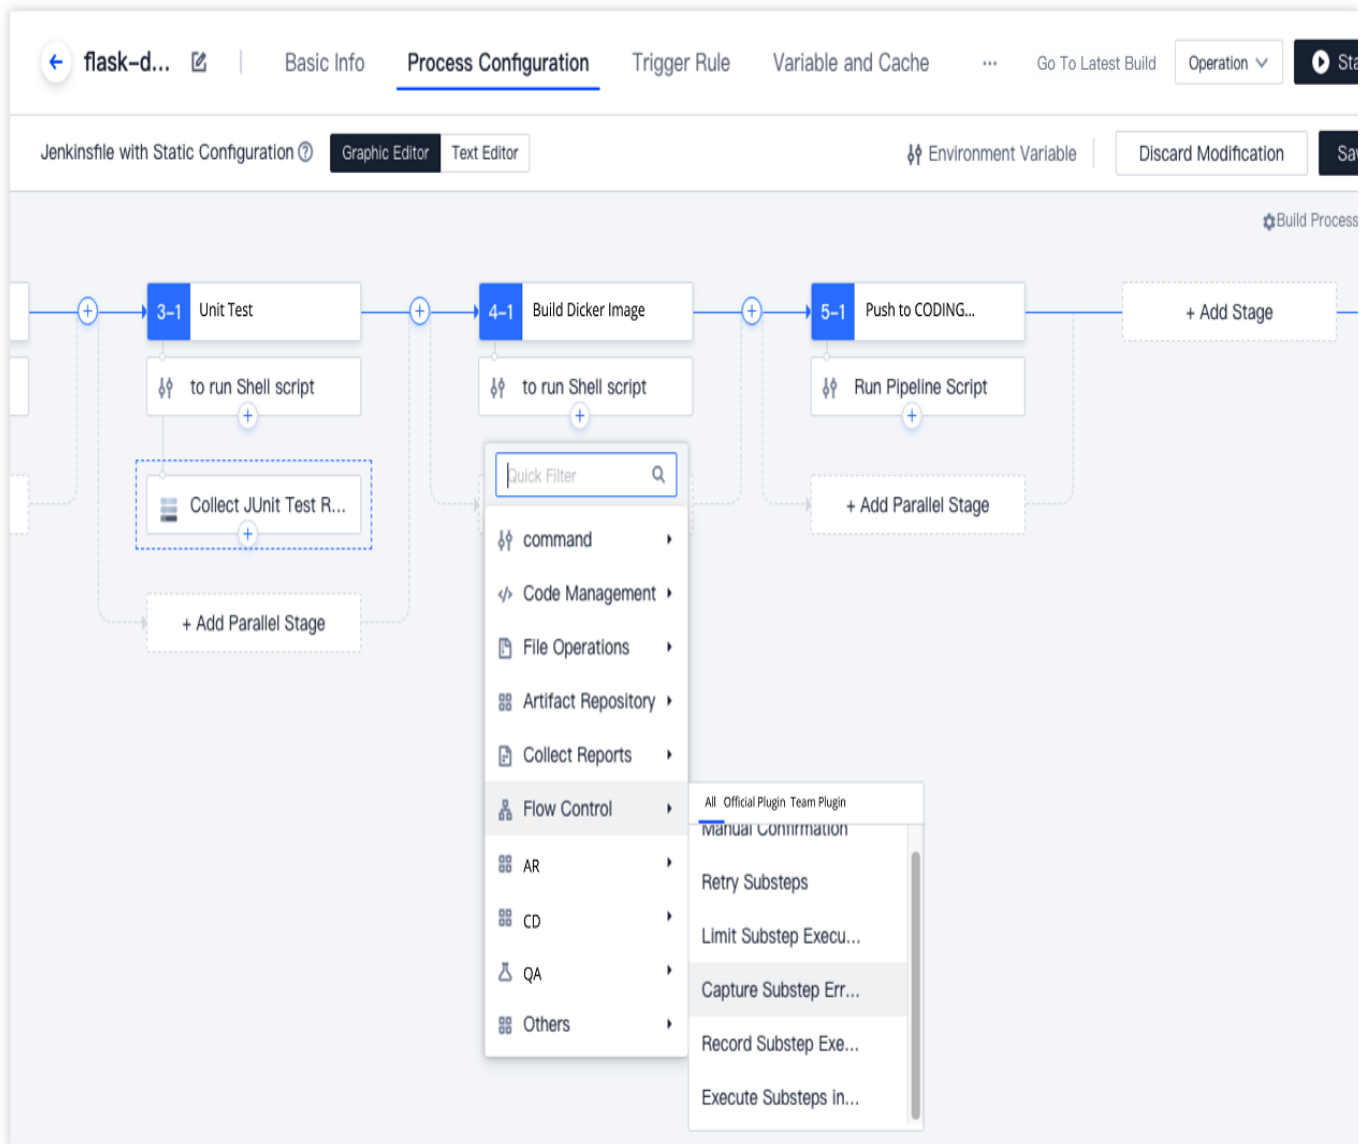 flask-d...
Basic Info
Process Configuration
Trigger Rule
Variable and Cache
...
Go To Latest Build
Operation
Sta
Jenkinsfile with Static Configuration
Graphic Editor
Text Editor
Environment Variable
Discard Modification
Sav
Build Process
3-1 Unit Test
4-1 Build Dicker Image
5-1 Push to CODING...
+ Add Stage
to run Shell script
to run Shell script
Run Pipeline Script
Quick Filter
Collect JUnit Test R...
+ Add Parallel Stage
command
Code Management
+ Add Parallel Stage
File Operations
Artifact Repository
Collect Reports
Flow Control
All Official Plugin Team Plugin
Manual Confirmation
AR
Retry Substeps
CD
Limit Substep Execu...
QA
Capture Substep Err...
Others
Record Substep Exe...
Execute Substeps in...